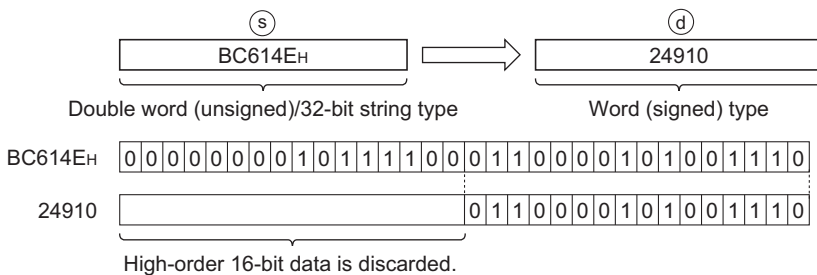 s d
BC614EH 24910
Double word (unsigned)/32-bit string type Word (signed) type
BC614EH 0 0 0 0 0 0 0 0 1 0 1 1 1 1 0 0 0 1 1 0 0 0 0 1 0 1 0 0 1 1 1 0
24910 0 1 1 0 0 0 0 1 0 1 0 0 1 1 1 0
High-order 16-bit data is discarded.